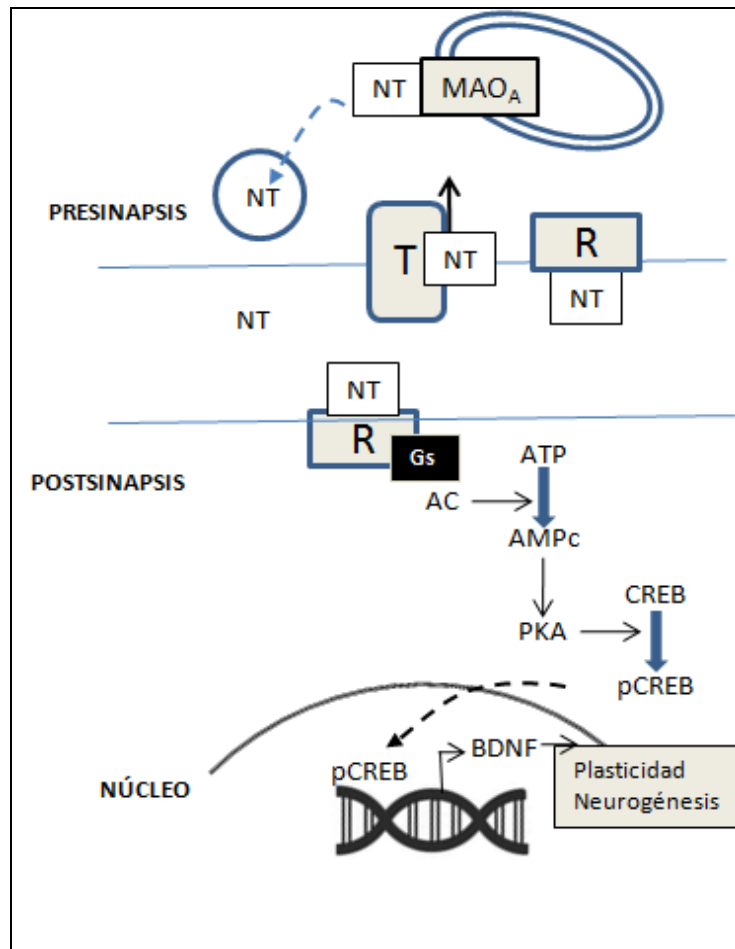 NT
MAOA
NT
PRESINAPSIS
T
NT
R
NT
NT
NT
R
Gs
POSTSINAPSIS
ATP
AC
AMPc
CREB
PKA
pCREB
BDNF
pCREB
NÚCLEO
Plasticidad
Neurogénesis